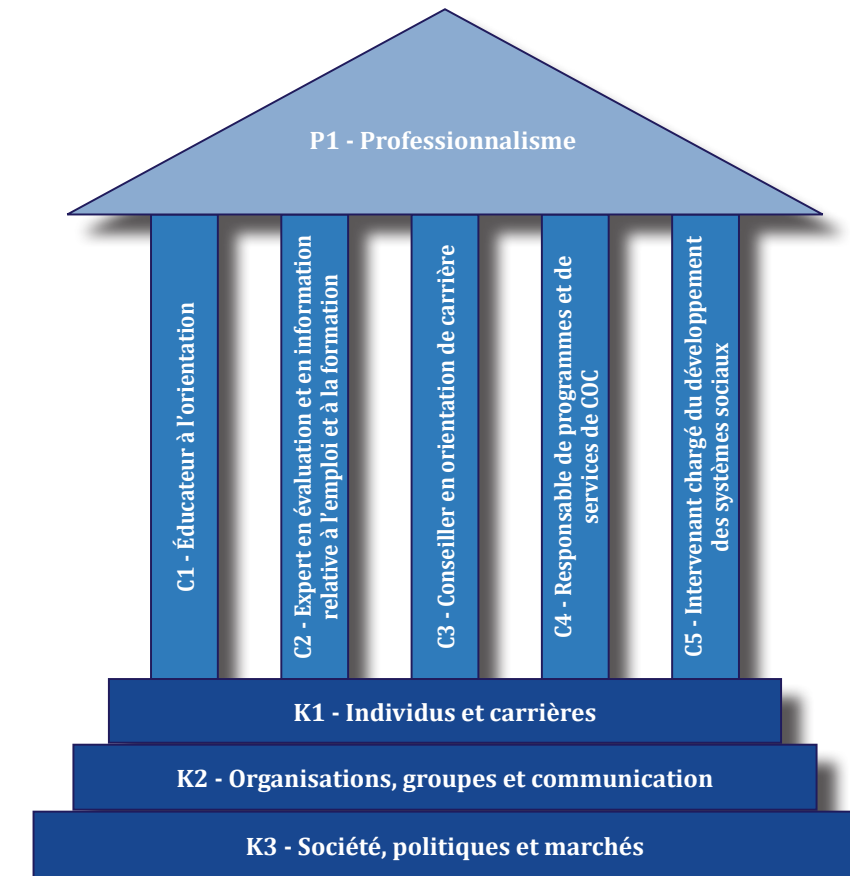 P1 - Professionnalisme
C1 - Éducateur à l’orientation
C2 - Expert en évaluation et en information
relative à l’emploi et à la formation
C3 - Conseiller en orientation de carrière
C4 - Responsable de programmes et de
services de COC
C5 - Intervenant chargé du développement
des systèmes sociaux
K1 - Individus et carrières
K2 - Organisations, groupes et communication
K3 - Société, politiques et marchés